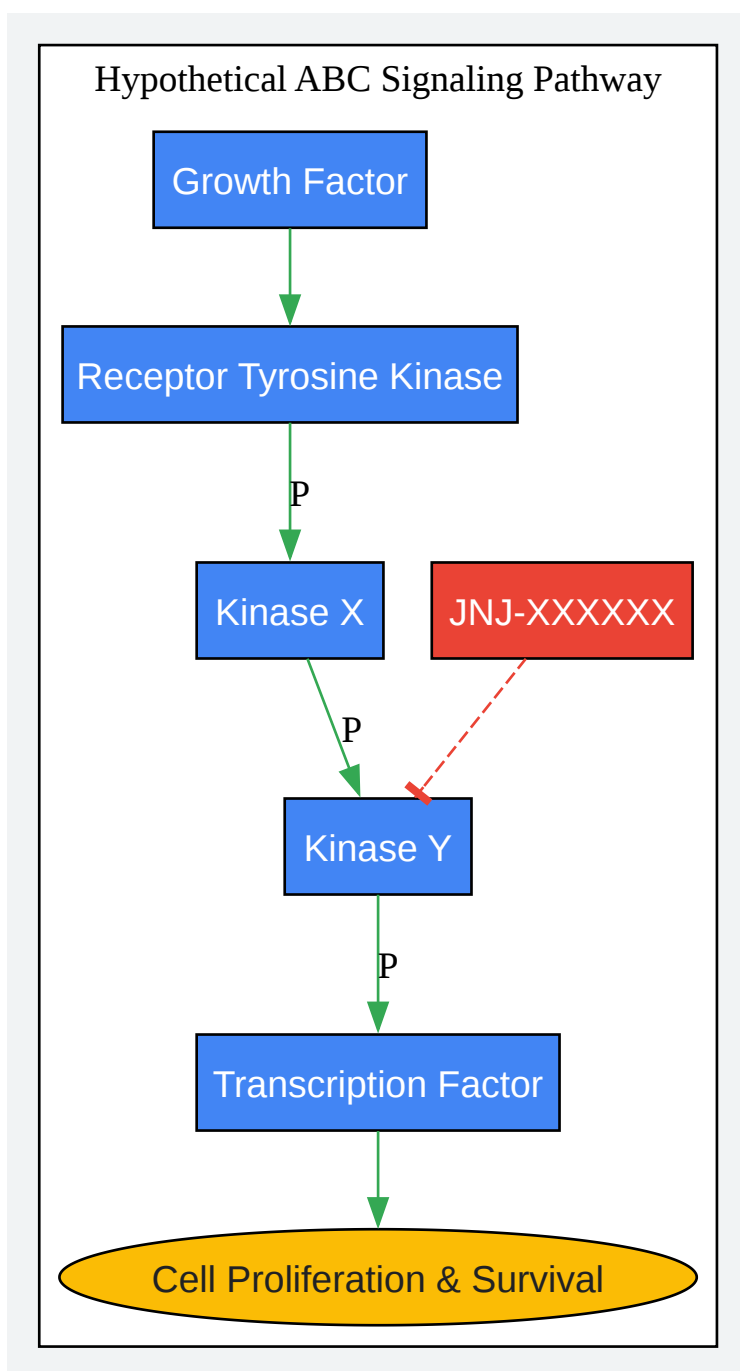 Hypothetical ABC Signaling Pathway
Growth Factor
Receptor Tyrosine Kinase
P
Kinase X
JNJ-XXXXXX
P
Kinase Y
P
Transcription Factor
Cell Proliferation & Survival